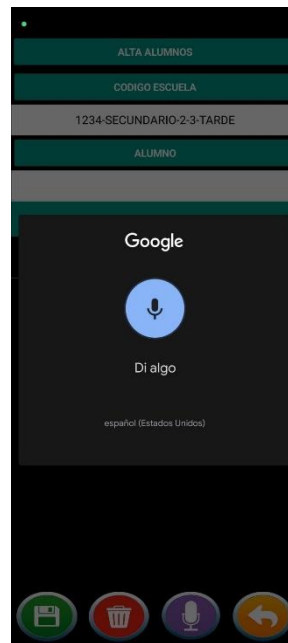 ALTA ALUMNOS
CODIGO ESCUELA
1234-SECUNDARIO-2-3-TARDE
ALUMNO
Google
Di algo
español (Estados Unidos)